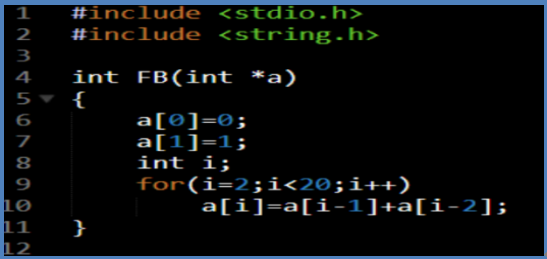 1 #include <stdio.h>
2 #include <string.h>
3
4 int FB(int *a)
5 {
6 a[0]=0;
7 a[1]=1;
8 int i;
9 for(i=2;i<20;i++)
10 a[i]=a[i-1]+a[i-2];
11 }
12